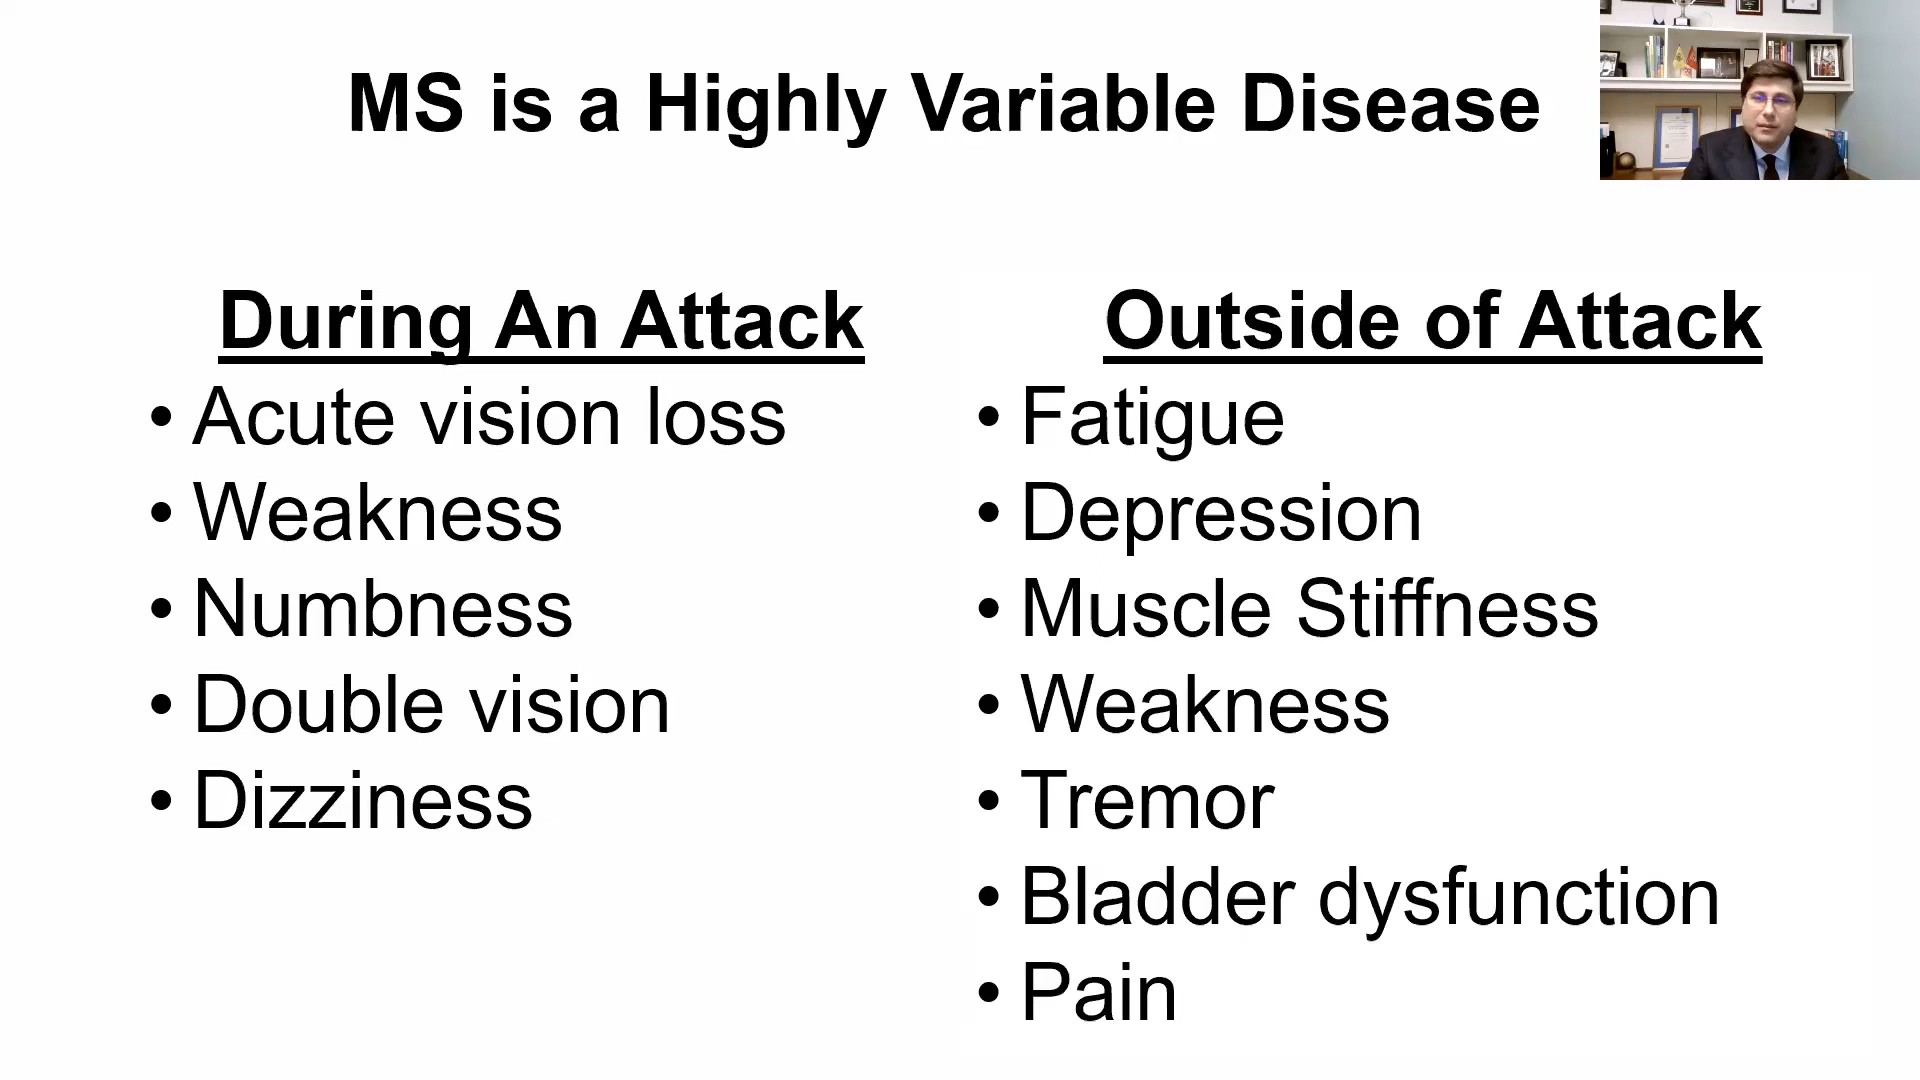 MS is a Highly Variable Disease
During An Attack
• Acute vision loss
• Weakness
• Numbness
• Double vision
• Dizziness
Outside of Attack
• Fatigue
• Depression
• Muscle Stiffness
• Weakness
• Tremor
• Bladder dysfunction
• Pain